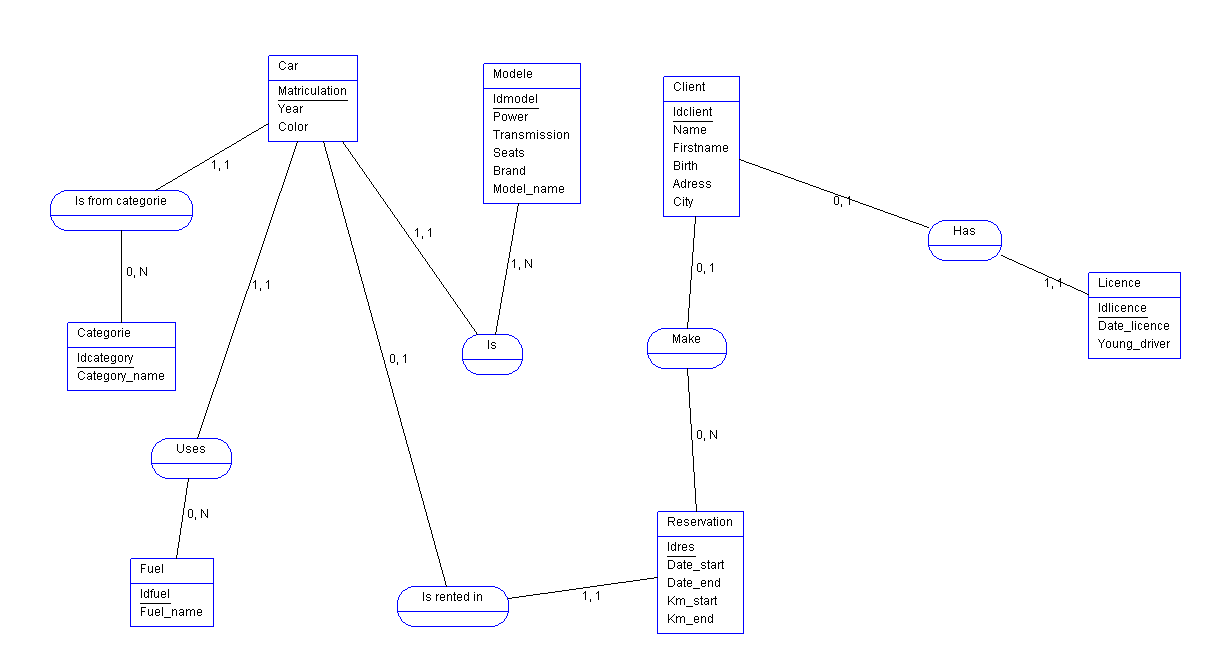 Car
Matriculation
Year
Color
Modele
Idmodel
Power
Transmission
Seats
Brand
Model_name
Client
Idclient
Name
Firstname
Birth
Adress
City
1, 1
Is from categorie
0, N
Categorie
Idcategory
Category_name
1, 1
Uses
0, N
Fuel
Idfuel
Fuel_name
1, 1
1, N
Is
0, 1
Is rented in
1, 1
0, 1
Make
0, N
Reservation
Idres
Date_start
Date_end
Km_start
Km_end
0, 1
Has
1, 1
Licence
Idlicence
Date_licence
Young_driver